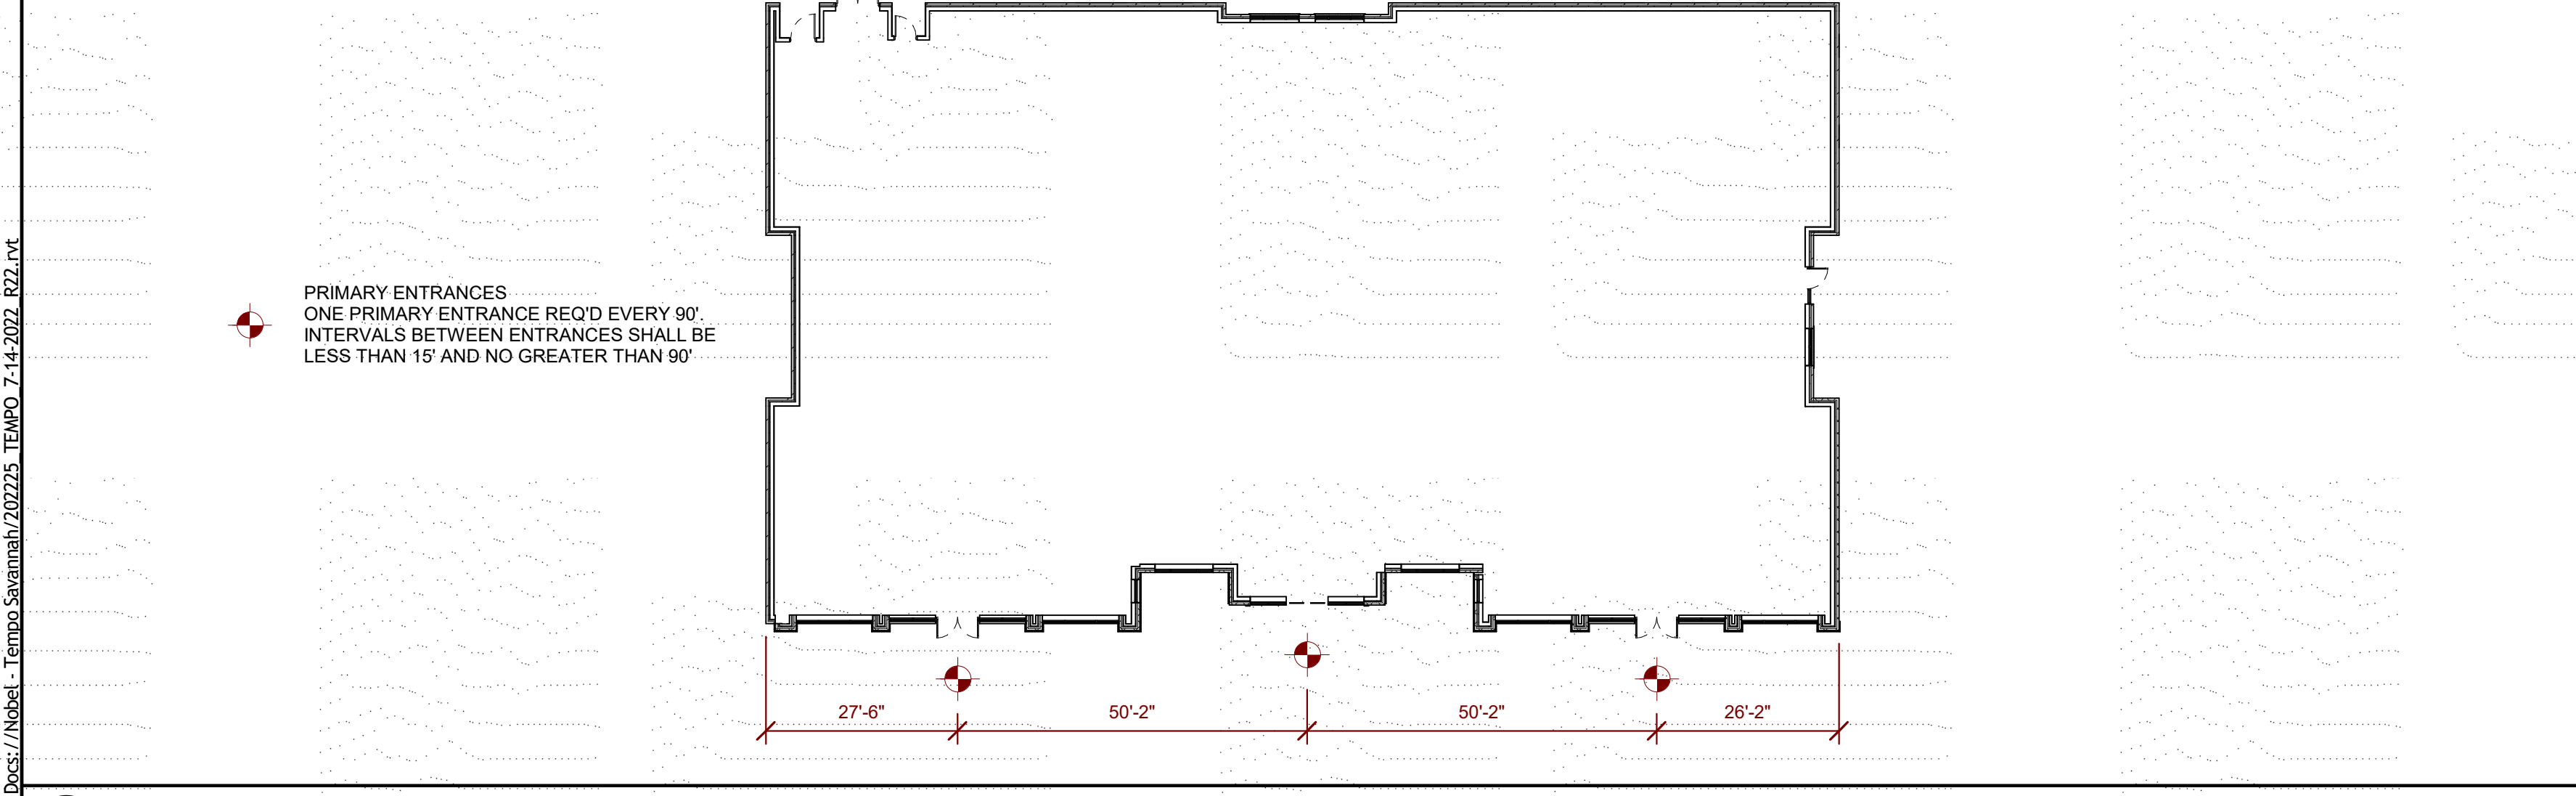 Docs://Nobel - Tempo Savannah/202225_TEMPO_7-14-2022_R22.rvt
PRIMARY ENTRANCES
ONE PRIMARY ENTRANCE REQ'D EVERY 90'.
INTERVALS BETWEEN ENTRANCES SHALL BE
LESS THAN 15' AND NO GREATER THAN 90'
27'-6"
50'-2"
50'-2"
26'-2"